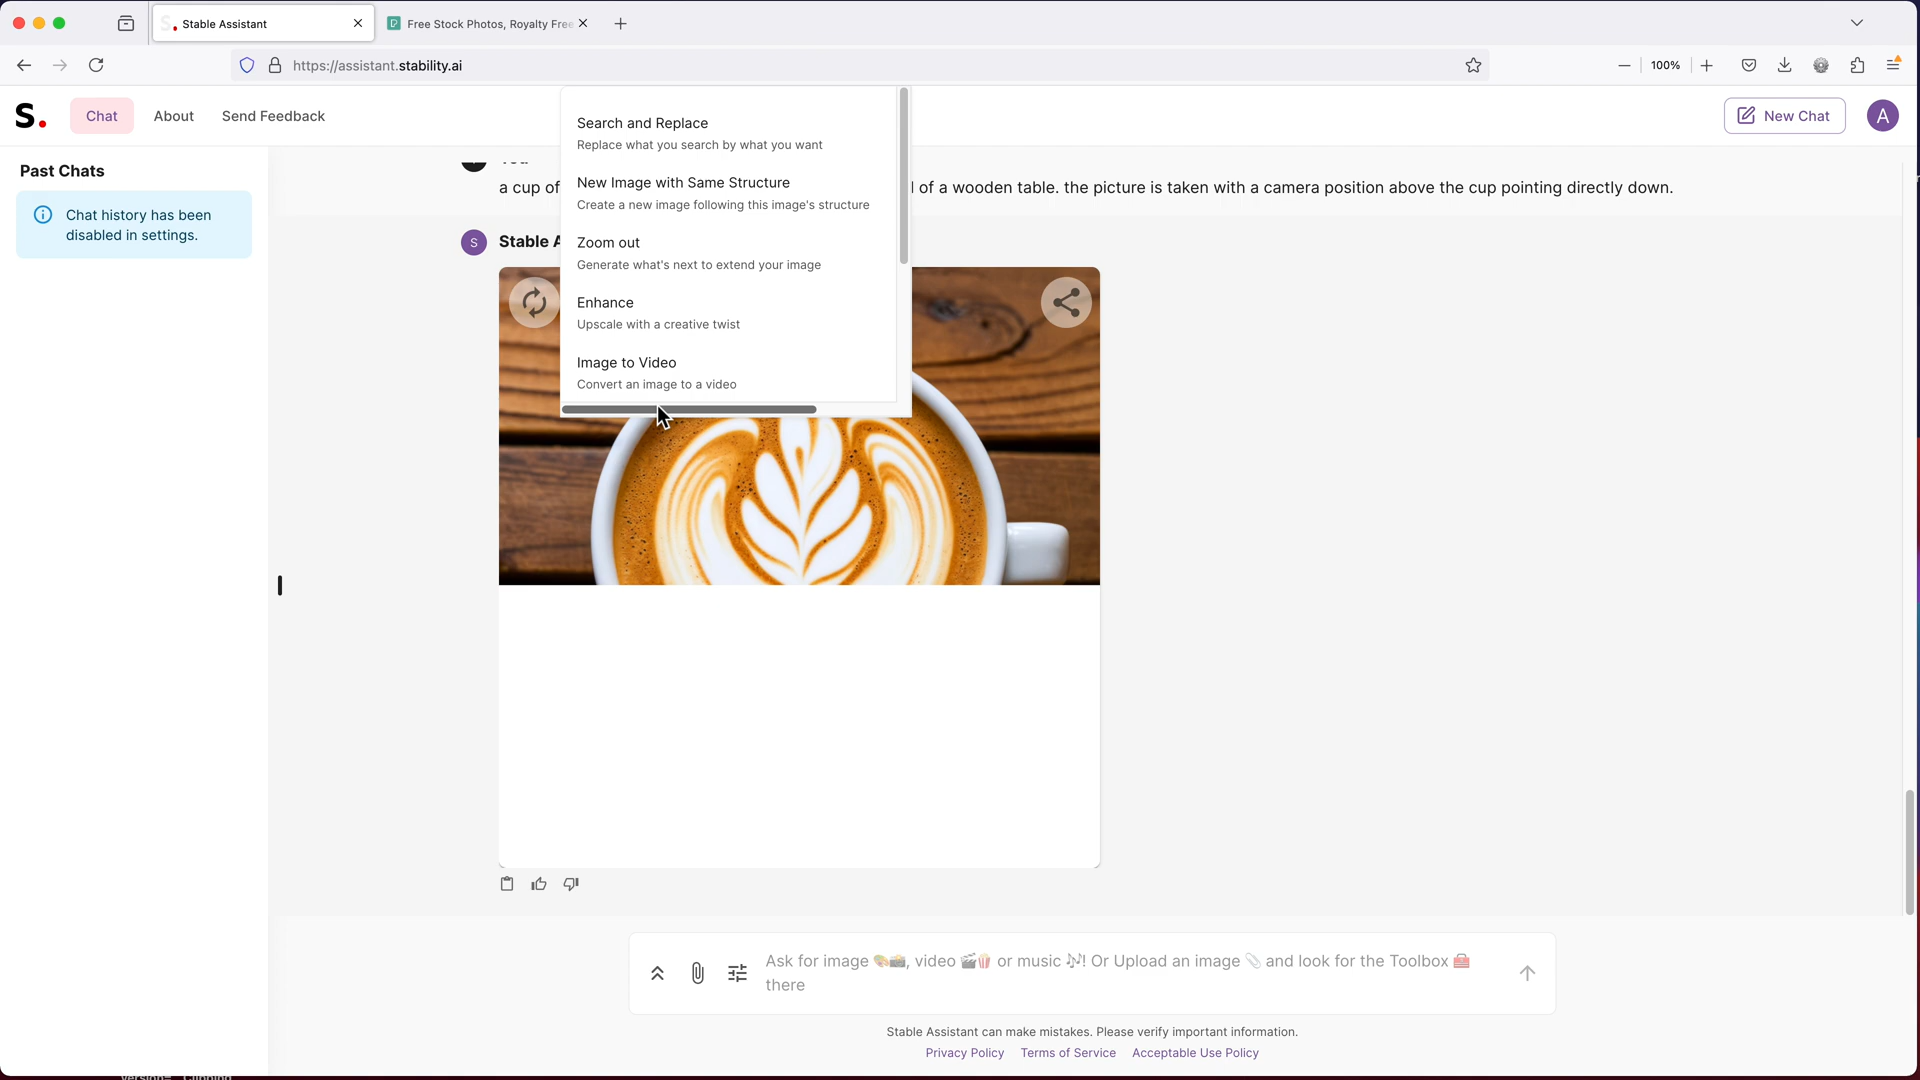 Stable Assistant
Free Stock Photos, Royalty Free
https://assistant.stability.ai
100%
S.
Chat
About
Send Feedback
New Chat
A
Past Chats
Chat history has been
disabled in settings.
a cup of
l of a wooden table. the picture is taken with a camera position above the cup pointing directly down.
S
Stable A
Search and Replace
Replace what you search by what you want
New Image with Same Structure
Create a new image following this image's structure
Zoom out
Generate what's next to extend your image
Enhance
Upscale with a creative twist
Image to Video
Convert an image to a video
Ask for image 🎨📸, video 🎬🍿 or music 🎶! Or Upload an image 📎 and look for the Toolbox 🧰
there
Stable Assistant can make mistakes. Please verify important information.
Privacy Policy
Terms of Service
Acceptable Use Policy